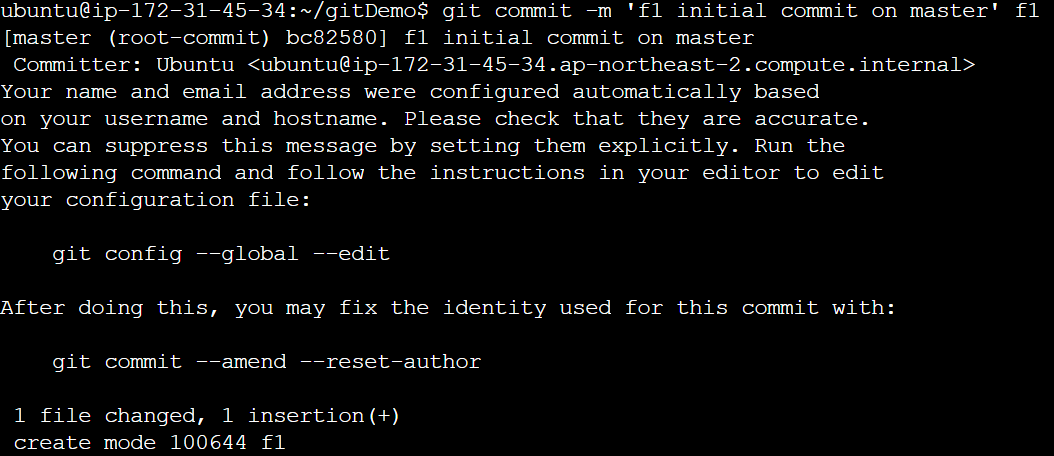 ubuntu@ip-172-31-45-34:~/gitDemo$ git commit -m 'f1 initial commit on master' f1
[master (root-commit) bc82580] f1 initial commit on master
 Committer: Ubuntu <ubuntu@ip-172-31-45-34.ap-northeast-2.compute.internal>
Your name and email address were configured automatically based
on your username and hostname. Please check that they are accurate.
You can suppress this message by setting them explicitly. Run the
following command and follow the instructions in your editor to edit
your configuration file:

    git config --global --edit

After doing this, you may fix the identity used for this commit with:

    git commit --amend --reset-author

 1 file changed, 1 insertion(+)
 create mode 100644 f1